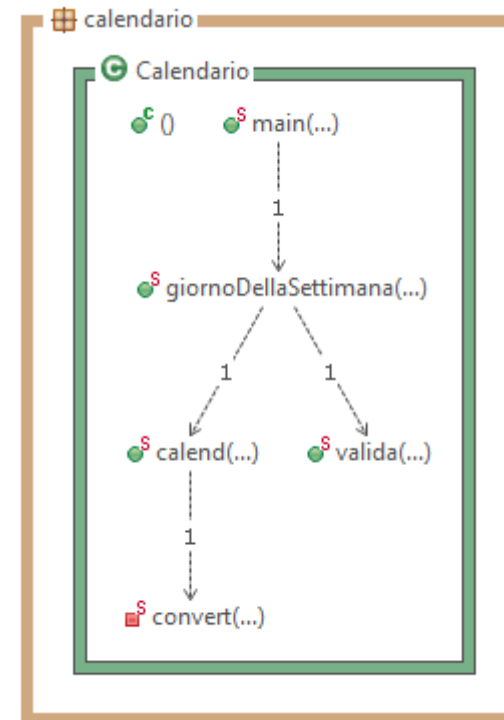 calendario
C Calendario
C () S main(...)
1
S giornoDellaSettimana(...)
1 1
S calend(...) S valida(...)
1
S convert(...)